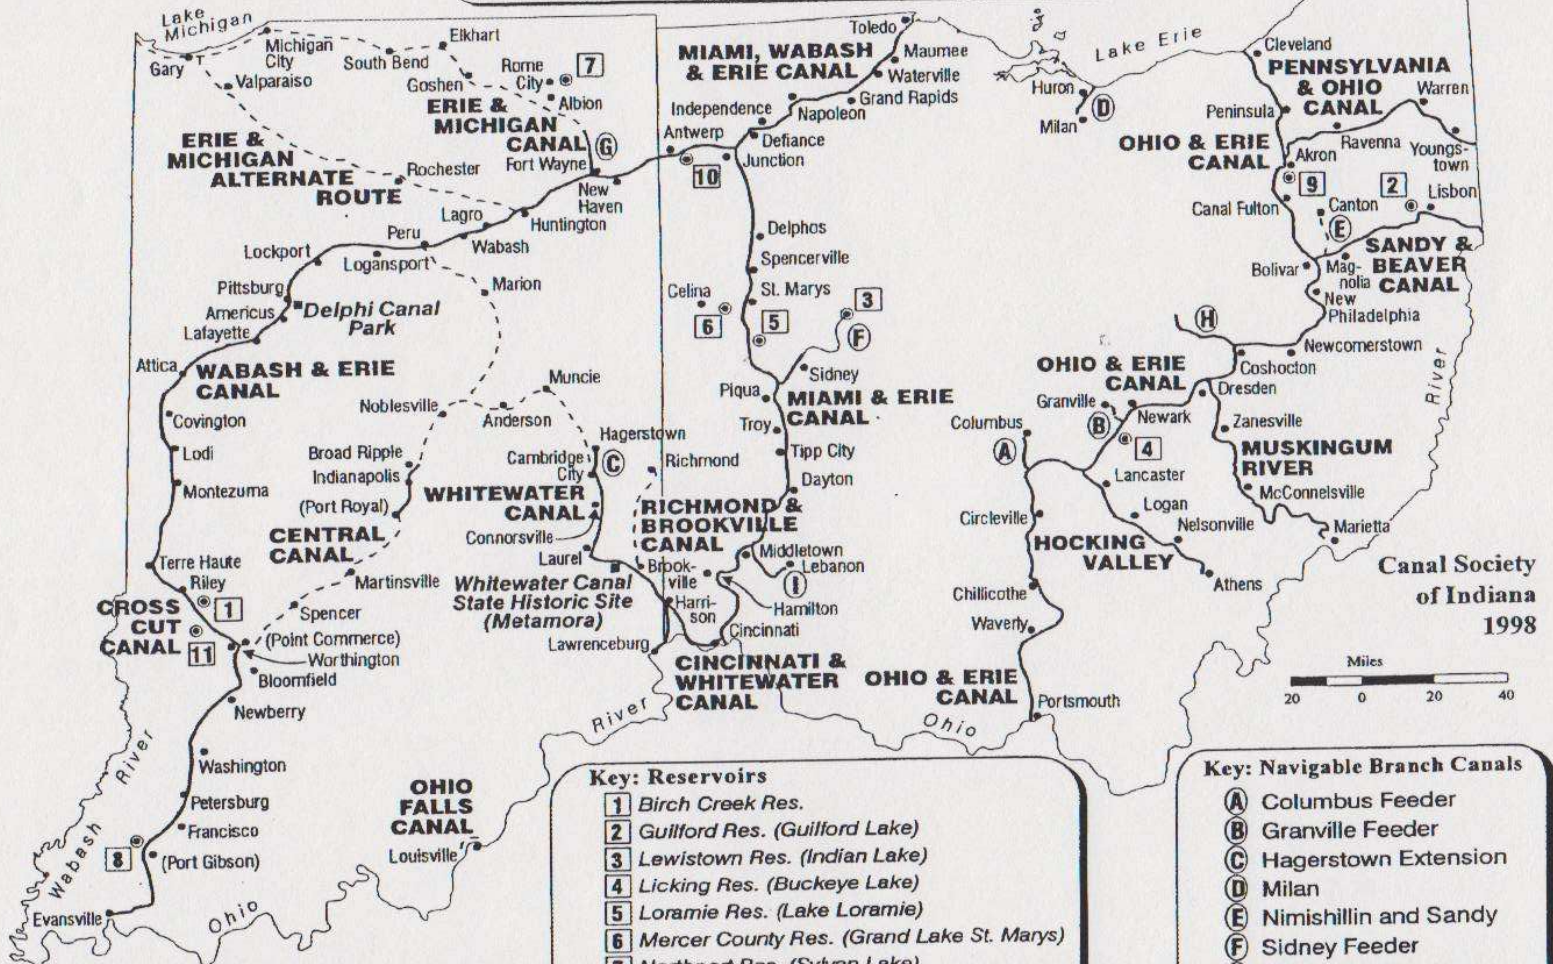 Lake
Michigan
Gary
Michigan
City
Valparaiso
South Bend
Elkhart
Goshen
Rome
City
7
Albion
ERIE &
MICHIGAN
CANAL
G
ERIE &
MICHIGAN
ALTERNATE
ROUTE
Rochester
Fort Wayne
New
Haven
Huntington
Lagro
Wabash
Peru
Logansport
Lockport
Pittsburg
Americus
Delphi Canal
Park
Lafayette
Marion
Attica
WABASH & ERIE
CANAL
Covington
Lodi
Montezuma
Noblesville
Anderson
Muncie
Hagerstown
Broad Ripple
Indianapolis
(Port Royal)
Cambridge
City
C
Richmond
WHITEWATER
CANAL
CENTRAL
CANAL
Connorsville
Laurel
RICHMOND &
BROOKVILLE
CANAL
Brook-
ville
Terre Haute
Riley
1
Martinsville
Whitewater Canal
State Historic Site
(Metamora)
Harri-
son
CROSS
CUT
CANAL
11
Spencer
(Point Commerce)
Worthington
Bloomfield
Newberry
Lawrenceburg
Washington
Petersburg
Francisco
8
(Port Gibson)
Evansville
Wabash River
Ohio River
OHIO
FALLS
CANAL
Louisville
Toledo
Maumee
MIAMI, WABASH
& ERIE CANAL
Waterville
Grand Rapids
Independence
Napoleon
Antwerp
Defiance
Junction
10
Lake Erie
Huron
Milan
D
Cleveland
PENNSYLVANIA
& OHIO
CANAL
Peninsula
Warren
OHIO & ERIE
CANAL
Ravenna
Youngs-
town
Akron
9
2
Canal Fulton
Canton
Lisbon
E
SANDY &
BEAVER
CANAL
Bolivar
Mag-
nolia
New
Philadelphia
Delphos
Spencerville
Celina
6
St. Marys
5
3
F
Sidney
Piqua
MIAMI & ERIE
CANAL
Troy
Tipp City
Dayton
Middletown
Lebanon
I
Hamilton
Cincinnati
CINCINNATI &
WHITEWATER
CANAL
H
Newcomerstown
Coshocton
OHIO & ERIE
CANAL
Dresden
Granville
B
Newark
4
Zanesville
Columbus
A
MUSKINGUM
RIVER
Lancaster
McConnelsville
Logan
Circleville
Nelsonville
Marietta
HOCKING
VALLEY
Athens
Chillicothe
Waverly
OHIO & ERIE
CANAL
Portsmouth
Ohio
River
Canal Society
of Indiana
1998
Miles
20 0 20 40
Key: Reservoirs
1 Birch Creek Res.
2 Guilford Res. (Guilford Lake)
3 Lewistown Res. (Indian Lake)
4 Licking Res. (Buckeye Lake)
5 Loramie Res. (Lake Loramie)
6 Mercer County Res. (Grand Lake St. Marys)
Key: Navigable Branch Canals
A Columbus Feeder
B Granville Feeder
C Hagerstown Extension
D Milan
E Nimishillin and Sandy
F Sidney Feeder